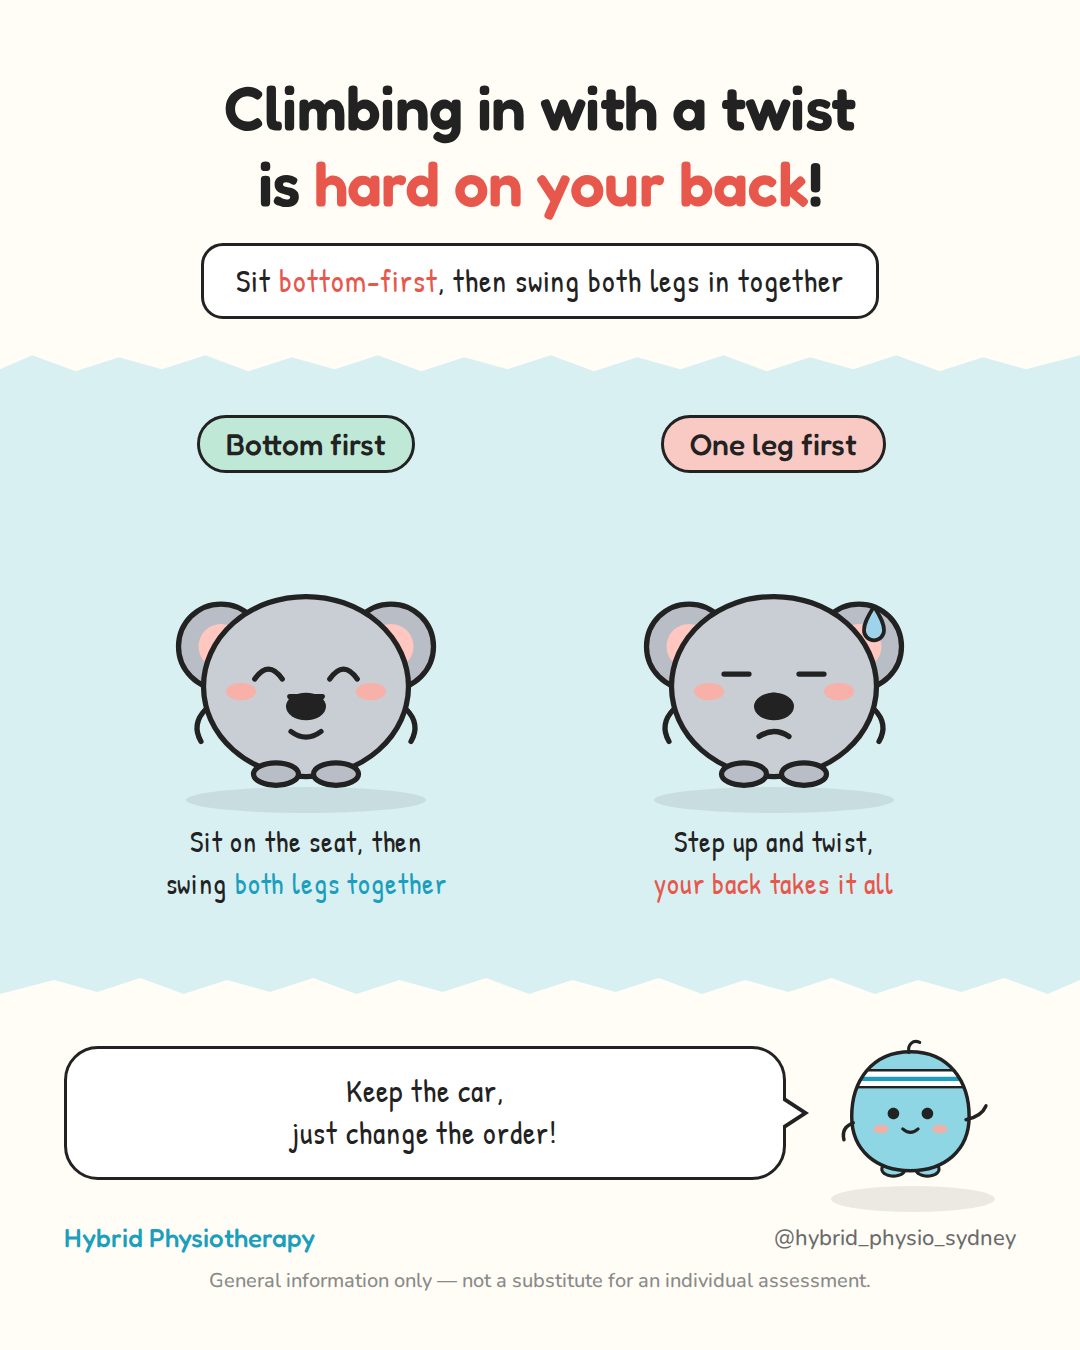 Climbing in with a twist
is hard on your back!
Sit bottom-first, then swing both legs in together
Bottom first
One leg first
Sit on the seat, then
swing both legs together
Step up and twist,
your back takes it all
Keep the car,
just change the order!
Hybrid Physiotherapy
@hybrid_physio_sydney
General information only — not a substitute for an individual assessment.